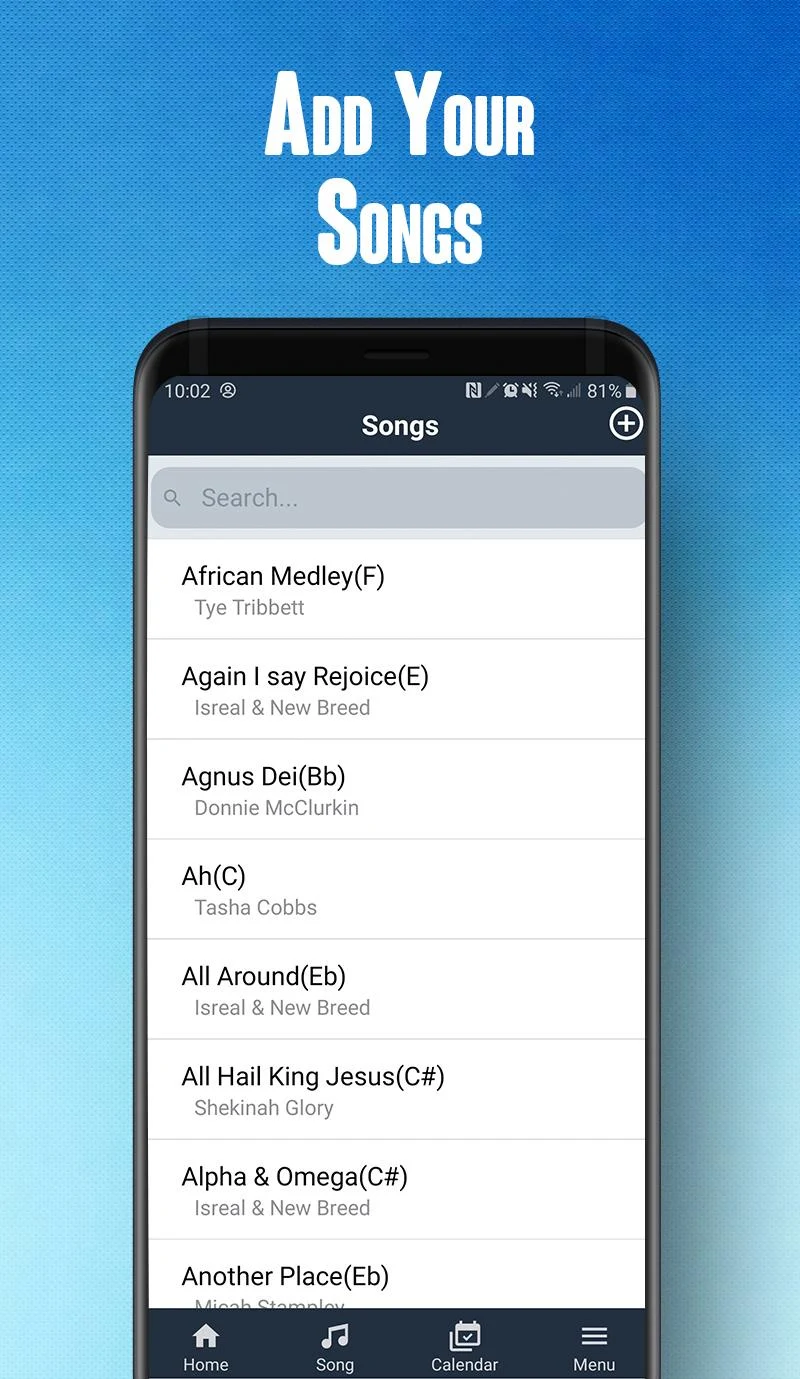 Add Your
Songs
10:02 81%
Songs
Search...
African Medley(F)
Tye Tribbett
Again I say Rejoice(E)
Isreal & New Breed
Agnus Dei(Bb)
Donnie McClurkin
Ah(C)
Tasha Cobbs
All Around(Eb)
Isreal & New Breed
All Hail King Jesus(C#)
Shekinah Glory
Alpha & Omega(C#)
Isreal & New Breed
Another Place(Eb)
Micah Stampley
Home Song Calendar Menu